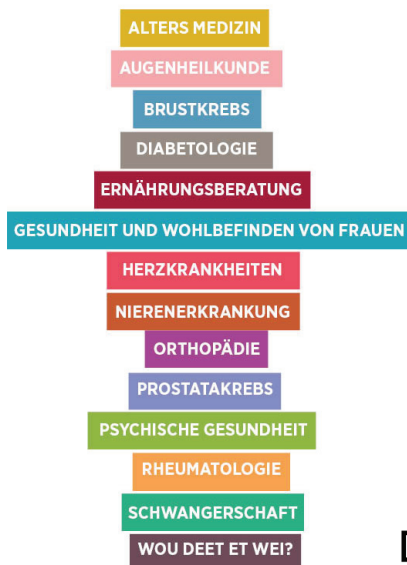 ALTERS MEDIZIN
AUGENHEILKUNDE
BRUSTKREBS
DIABETOLOGIE
ERNÄHRUNGSBERATUNG
GESUNDHEIT UND WOHLBEFINDEN VON FRAUEN
HERZKRANKHEITEN
NIERENERKRANKUNG
ORTHOPÄDIE
PROSTATAKREBS
PSYCHISCHE GESUNDHEIT
RHEUMATOLOGIE
SCHWANGERSCHAFT
WOU DEET ET WEI?